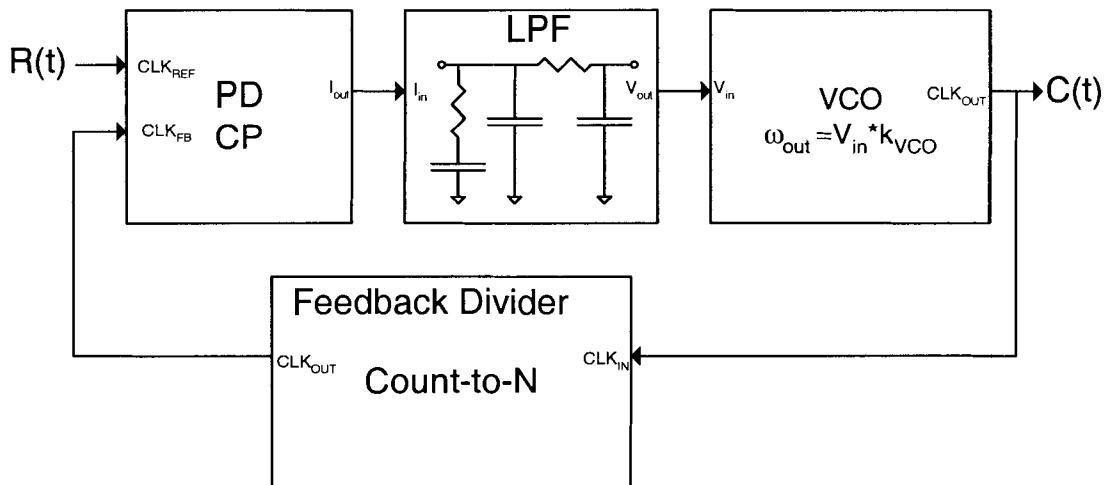 LPF
R(t)
CLK_REF
PD
CP
CLK_FB
I_out
I_in
V_out
V_in
VCO
ω_out=V_in*k_VCO
CLK_OUT
C(t)
Feedback Divider
CLK_OUT
Count-to-N
CLK_IN